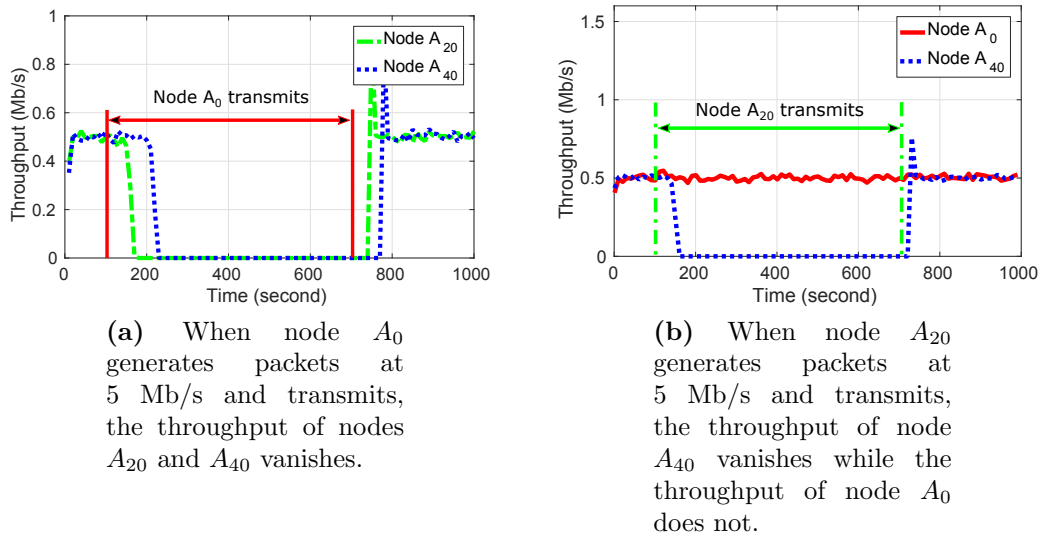 1
0.8
0.6
0.4
0.2
0
Throughput (Mb/s)
Node A20
Node A40
Node A0 transmits
0 200 400 600 800 1000
Time (second)
(a) When node A0
generates packets at
5 Mb/s and transmits,
the throughput of nodes
A20 and A40 vanishes.
1.5
1
0.5
0
Throughput (Mb/s)
Node A0
Node A40
Node A20 transmits
0 200 400 600 800 1000
Time (second)
(b) When node A20
generates packets at
5 Mb/s and transmits,
the throughput of node
A40 vanishes while the
throughput of node A0
does not.